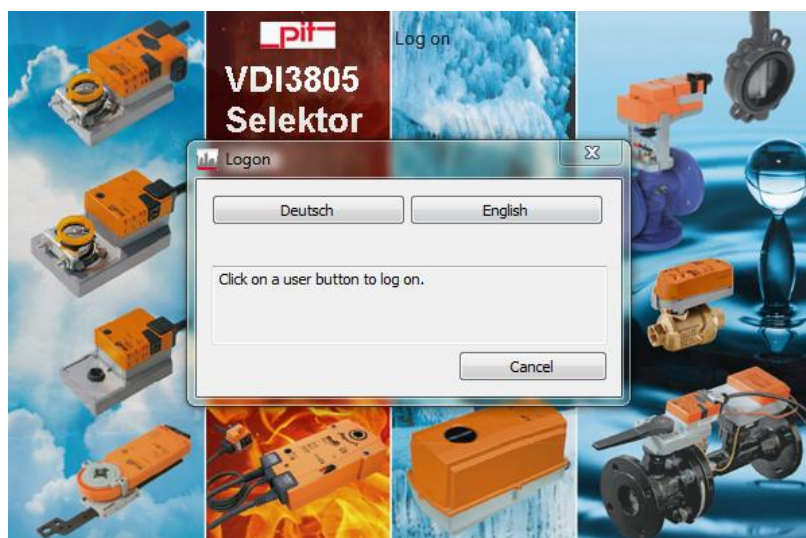 pit
Log on
VDI3805
Selektor
Logon
Deutsch
English
Click on a user button to log on.
Cancel